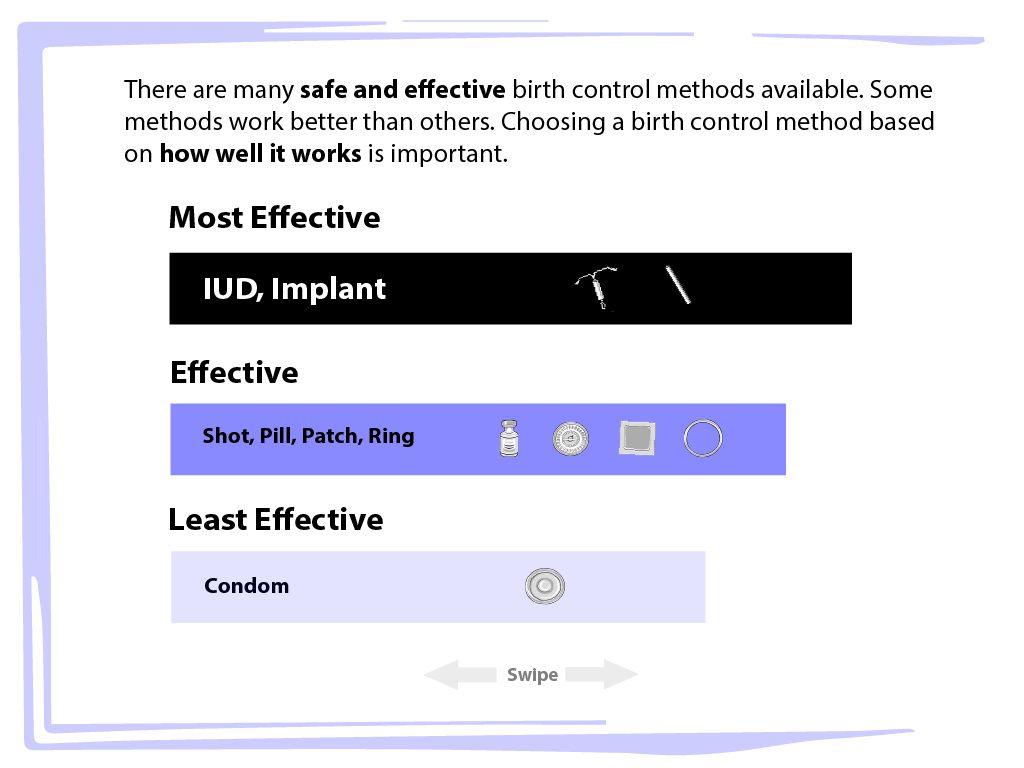 There are many safe and effective birth control methods available. Some
methods work better than others. Choosing a birth control method based
on how well it works is important.
Most Effective
IUD, Implant
Effective
Shot, Pill, Patch, Ring
Least Effective
Condom
Swipe